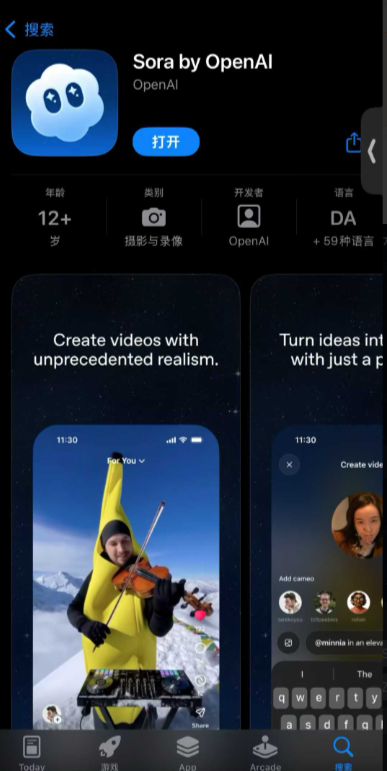 搜索
Sora by OpenAI
OpenAI
打开
年龄
12+
岁
类别
摄影与录像
开发者
OpenAI
语言
DA
+ 59种语言
Create videos with
unprecedented realism.
Turn ideas int
with just a p
11:30
For You
Share
11:30
Create vide
Add cameo
@minnia in an eleva
I
The
q w e r t y
a s d f g
Today
游戏
App
Arcade
搜索